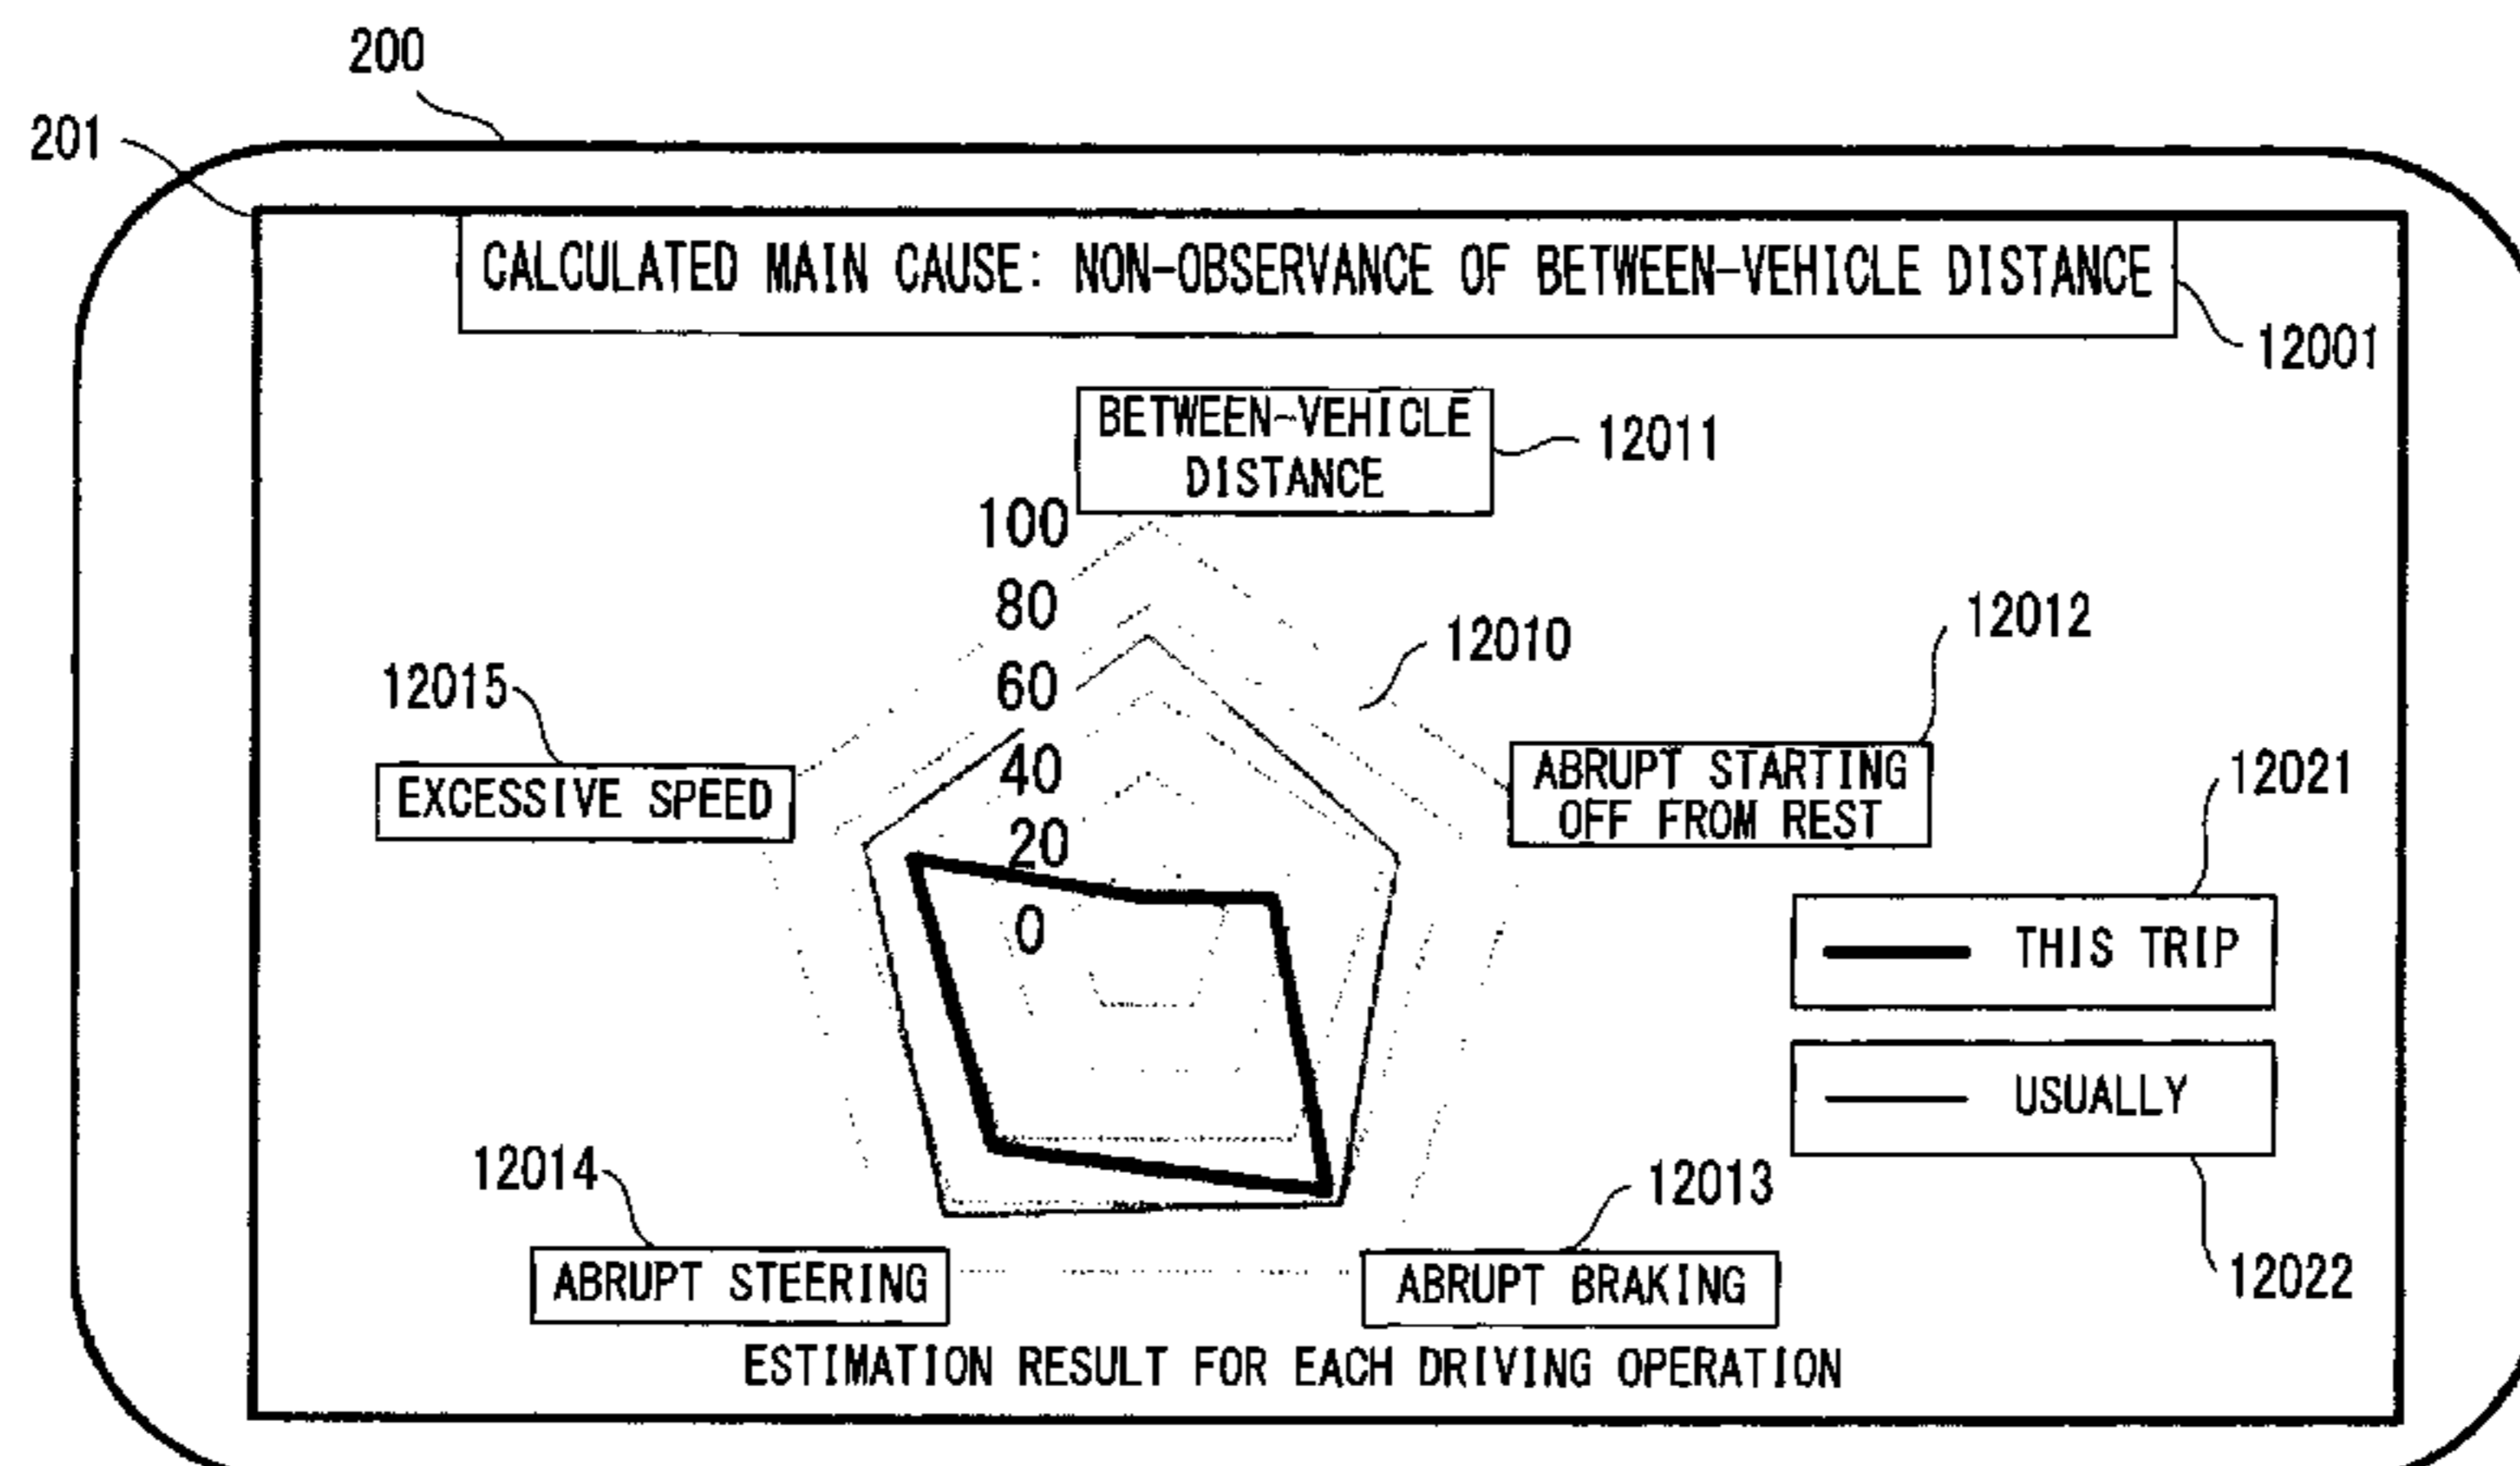 200
201
CALCULATED MAIN CAUSE: NON-OBSERVANCE OF BETWEEN-VEHICLE DISTANCE
12001
BETWEEN-VEHICLE
DISTANCE
12011
100
80
60
40
20
0
12010
12012
12015
EXCESSIVE SPEED
ABRUPT STARTING
OFF FROM REST
12021
THIS TRIP
USUALLY
12022
12014
12013
ABRUPT STEERING
ABRUPT BRAKING
ESTIMATION RESULT FOR EACH DRIVING OPERATION